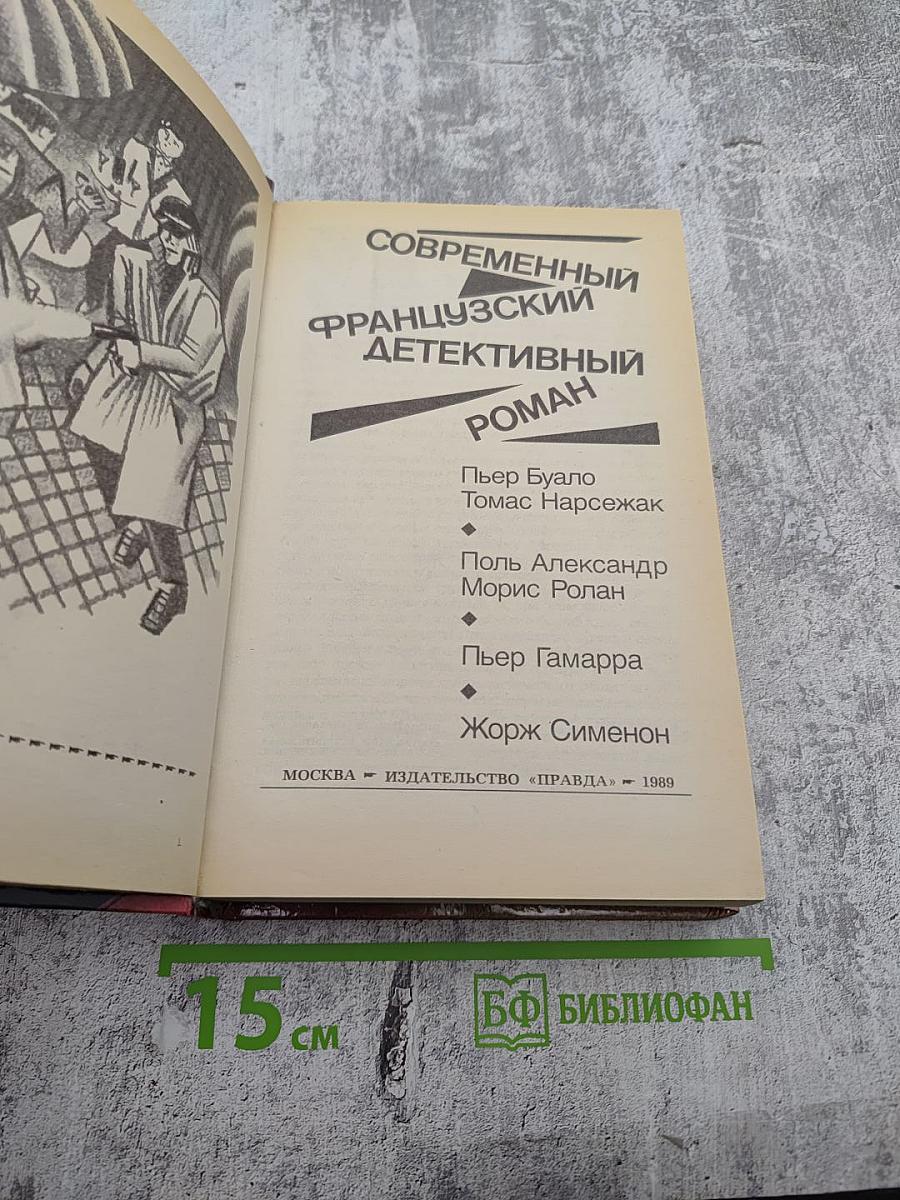 СОВРЕМЕННЫЙ
ФРАНЦУЗСКИЙ
ДЕТЕКТИВНЫЙ
РОМАН
Пьер Буало
Томас Нарсежак
Поль Александр
Морис Ролан
Пьер Гамарра
Жорж Сименон
МОСКВА ИЗДАТЕЛЬСТВО «ПРАВДА» 1989
1
15 см
БФ БИБЛИОФАН